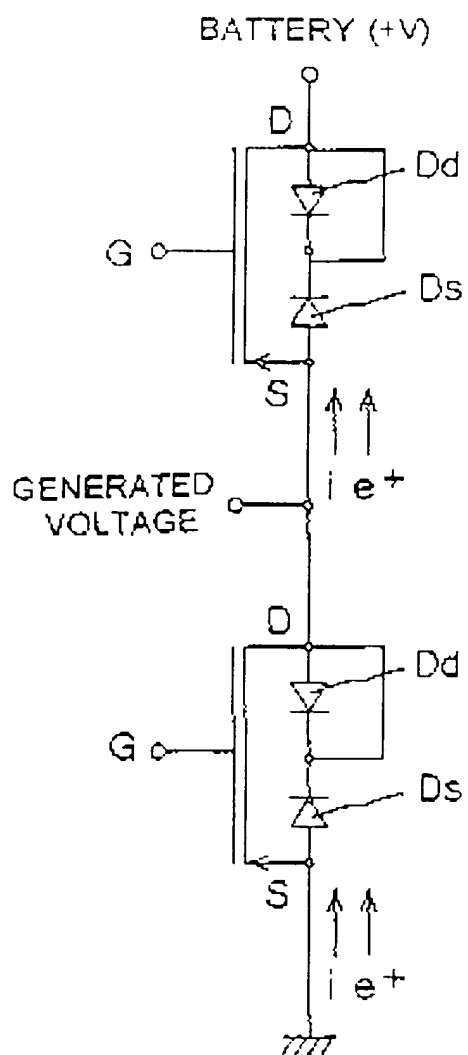 BATTERY (+V)
D
Dd
G
Ds
S
i e+
GENERATED
VOLTAGE
D
Dd
G
Ds
S
i e+